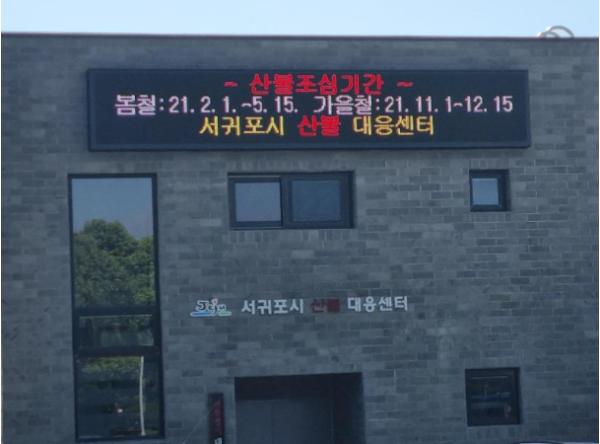 ~ 산불조심기간 ~
봄철:21.2.1.~5.15. 가을철:21.11.1~12.15
서귀포시 산불 대응센터
서귀포시 산불 대응센터